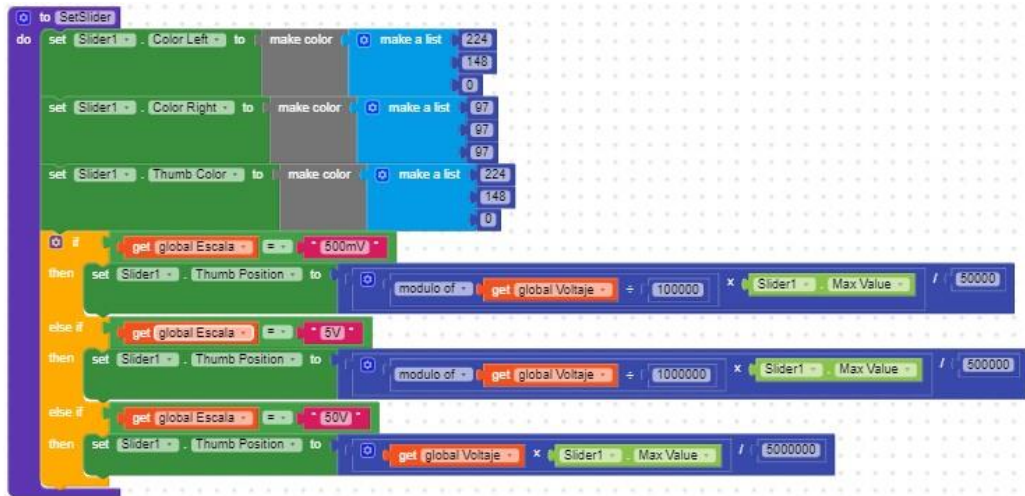 to SetSlider
do set Slider1 . Color Left to make color make a list 224
148
0
set Slider1 . Color Right to make color make a list 97
97
97
set Slider1 . Thumb Color to make color make a list 224
148
0
if get global Escala = " 500mV "
then set Slider1 . Thumb Position to modulo of get global Voltaje ÷ 100000 × Slider1 . Max Value / 50000
else if get global Escala = " 5V "
then set Slider1 . Thumb Position to modulo of get global Voltaje ÷ 1000000 × Slider1 . Max Value / 500000
else if get global Escala = " 50V "
then set Slider1 . Thumb Position to get global Voltaje × Slider1 . Max Value / 5000000